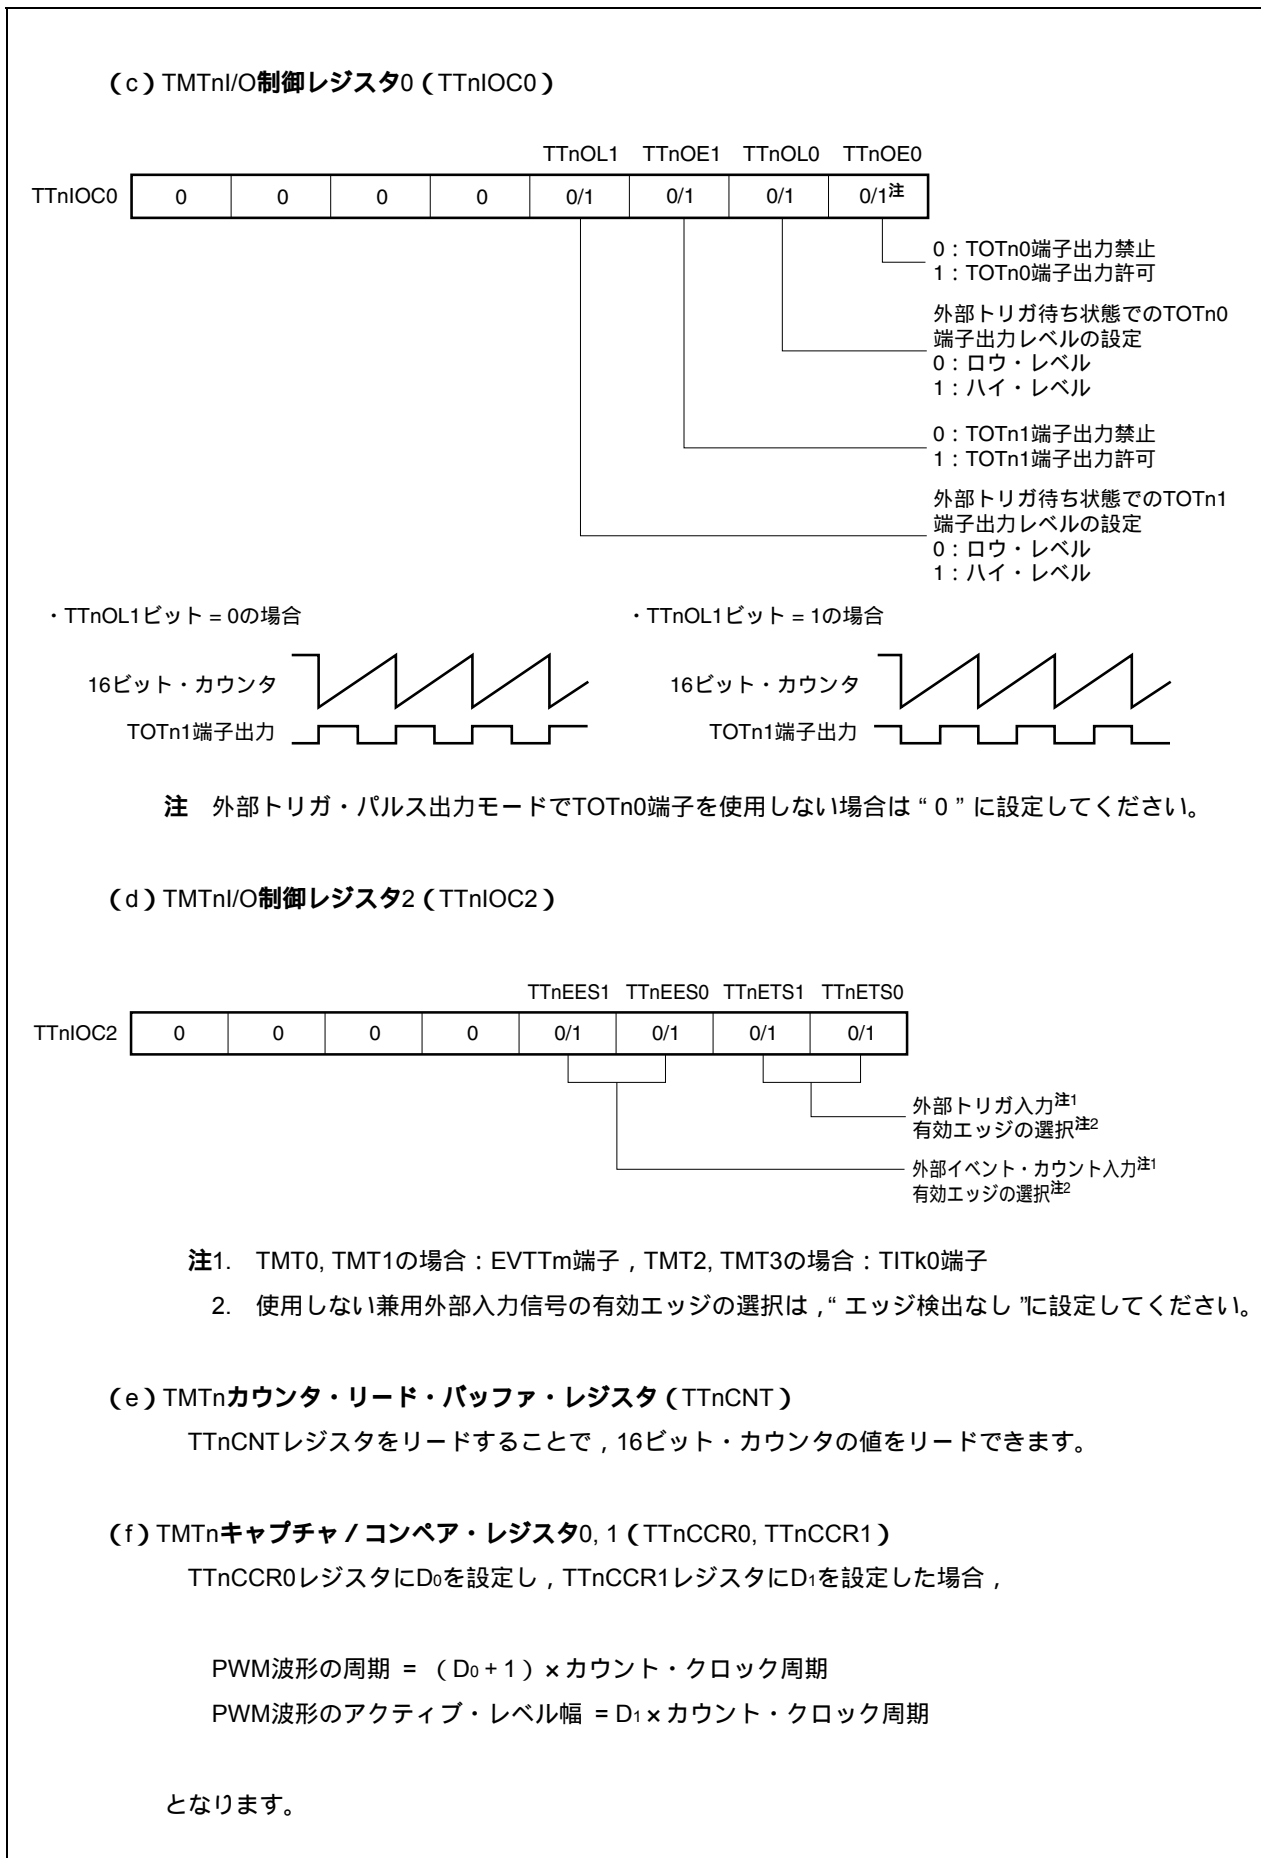 (c) TMTnI/O制御レジスタ0 (TTnIOC0)
TTnOL1 TTnOE1 TTnOL0 TTnOE0
TTnIOC0 0 0 0 0 0/1 0/1 0/1 0/1注
0：TOTn0端子出力禁止
1：TOTn0端子出力許可
外部トリガ待ち状態でのTOTn0
端子出力レベルの設定
0：ロウ・レベル
1：ハイ・レベル
0：TOTn1端子出力禁止
1：TOTn1端子出力許可
外部トリガ待ち状態でのTOTn1
端子出力レベルの設定
0：ロウ・レベル
1：ハイ・レベル
・TTnOL1ビット = 0の場合
16ビット・カウンタ
TOTn1端子出力
・TTnOL1ビット = 1の場合
16ビット・カウンタ
TOTn1端子出力
注 外部トリガ・パルス出力モードでTOTn0端子を使用しない場合は“0”に設定してください。
(d) TMTnI/O制御レジスタ2 (TTnIOC2)
TTnEES1 TTnEES0 TTnETS1 TTnETS0
TTnIOC2 0 0 0 0 0/1 0/1 0/1 0/1
外部トリガ入力注1
有効エッジの選択注2
外部イベント・カウント入力注1
有効エッジの選択注2
注1. TMT0, TMT1の場合：EVTTm端子，TMT2, TMT3の場合：TITk0端子
2. 使用しない兼用外部入力信号の有効エッジの選択は，“エッジ検出なし”に設定してください。
(e) TMTnカウンタ・リード・バッファ・レジスタ (TTnCNT)
TTnCNTレジスタをリードすることで，16ビット・カウンタの値をリードできます。
(f) TMTnキャプチャ／コンペア・レジスタ0, 1 (TTnCCR0, TTnCCR1)
TTnCCR0レジスタにD0を設定し，TTnCCR1レジスタにD1を設定した場合，
PWM波形の周期 = (D0 + 1) × カウント・クロック周期
PWM波形のアクティブ・レベル幅 = D1 × カウント・クロック周期
となります。